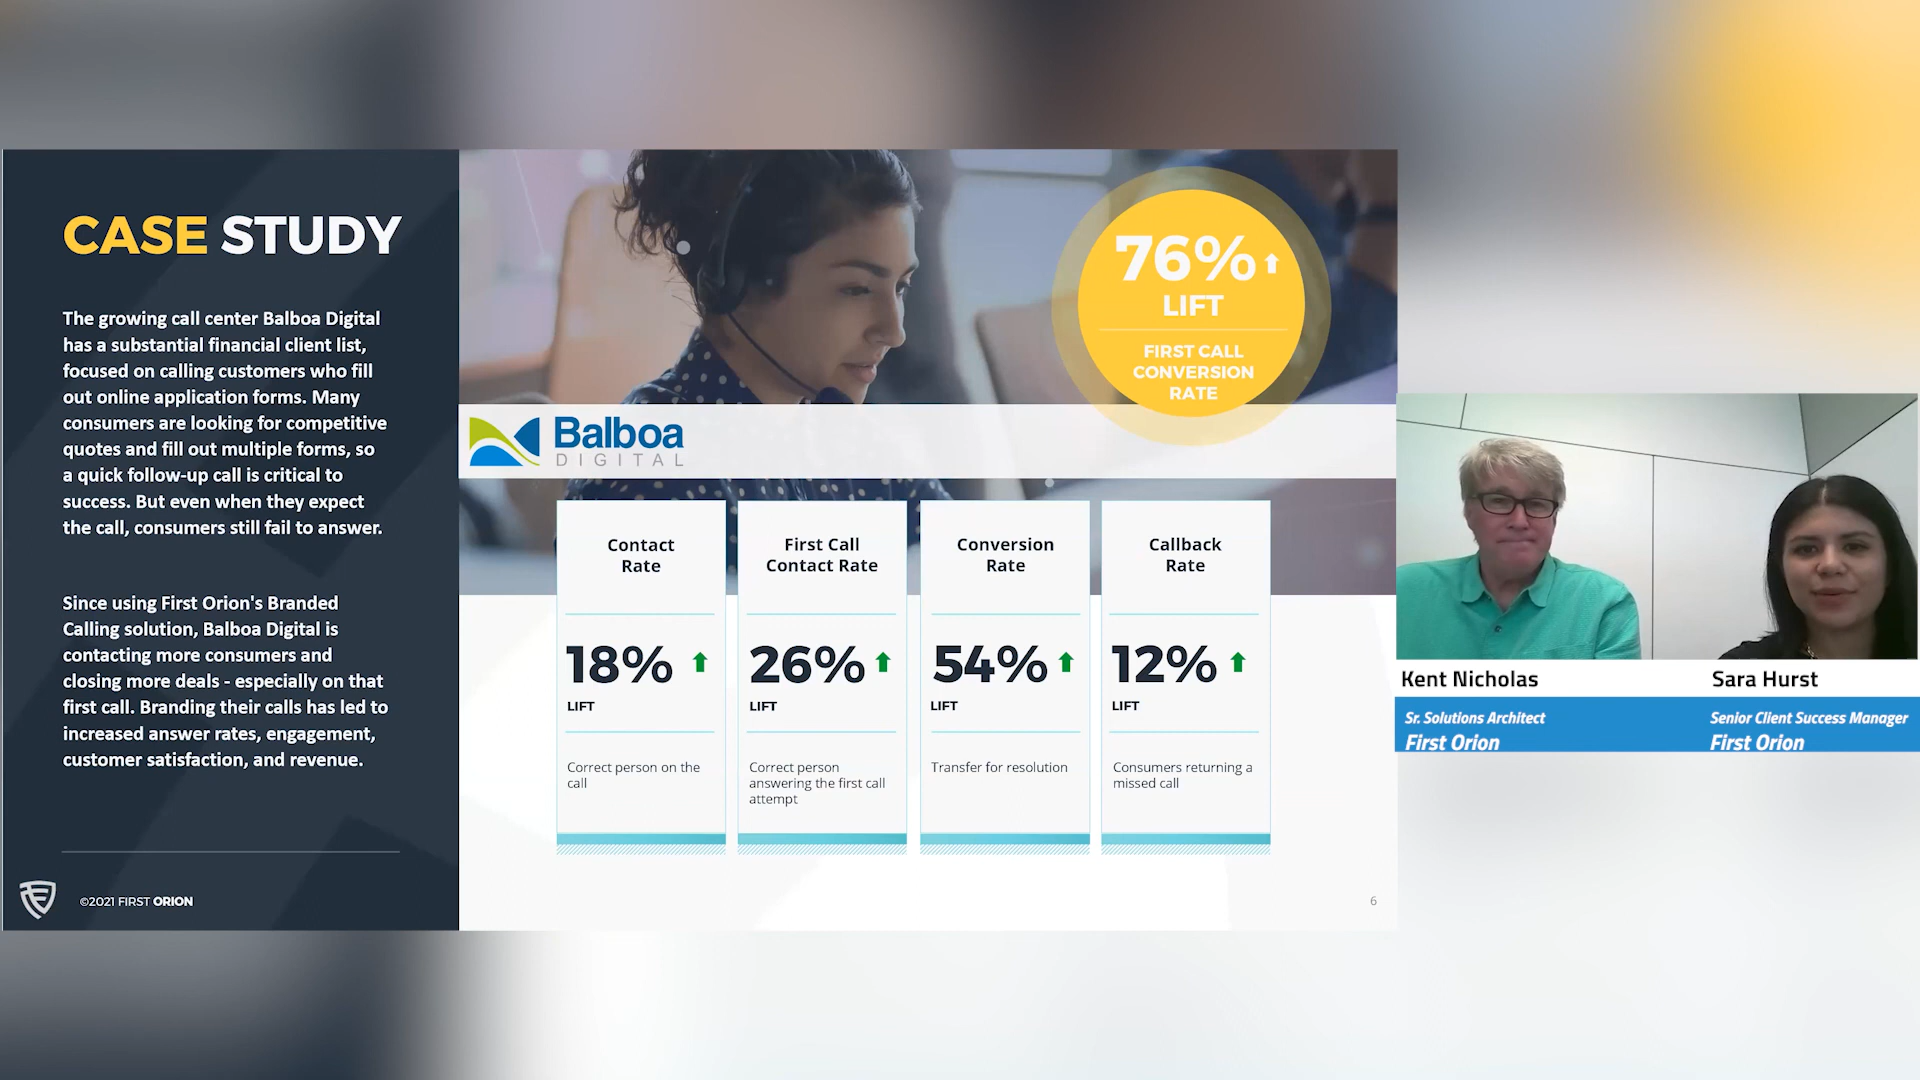 CASE STUDY
The growing call center Balboa Digital
has a substantial financial client list,
focused on calling customers who fill
out online application forms. Many
consumers are looking for competitive
quotes and fill out multiple forms, so
a quick follow-up call is critical to
success. But even when they expect
the call, consumers still fail to answer.
Since using First Orion's Branded
Calling solution, Balboa Digital is
contacting more consumers and
closing more deals - especially on that
first call. Branding their calls has led to
increased answer rates, engagement,
customer satisfaction, and revenue.
©2021 FIRST ORION
76%
LIFT
FIRST CALL
CONVERSION
RATE
Balboa
DIGITAL
Contact
Rate
18%
LIFT
Correct person on the
call
First Call
Contact Rate
26%
LIFT
Correct person
answering the first call
attempt
Conversion
Rate
54%
LIFT
Transfer for resolution
Callback
Rate
12%
LIFT
Consumers returning a
missed call
6
Kent Nicholas
Sr. Solutions Architect
First Orion
Sara Hurst
Senior Client Success Manager
First Orion